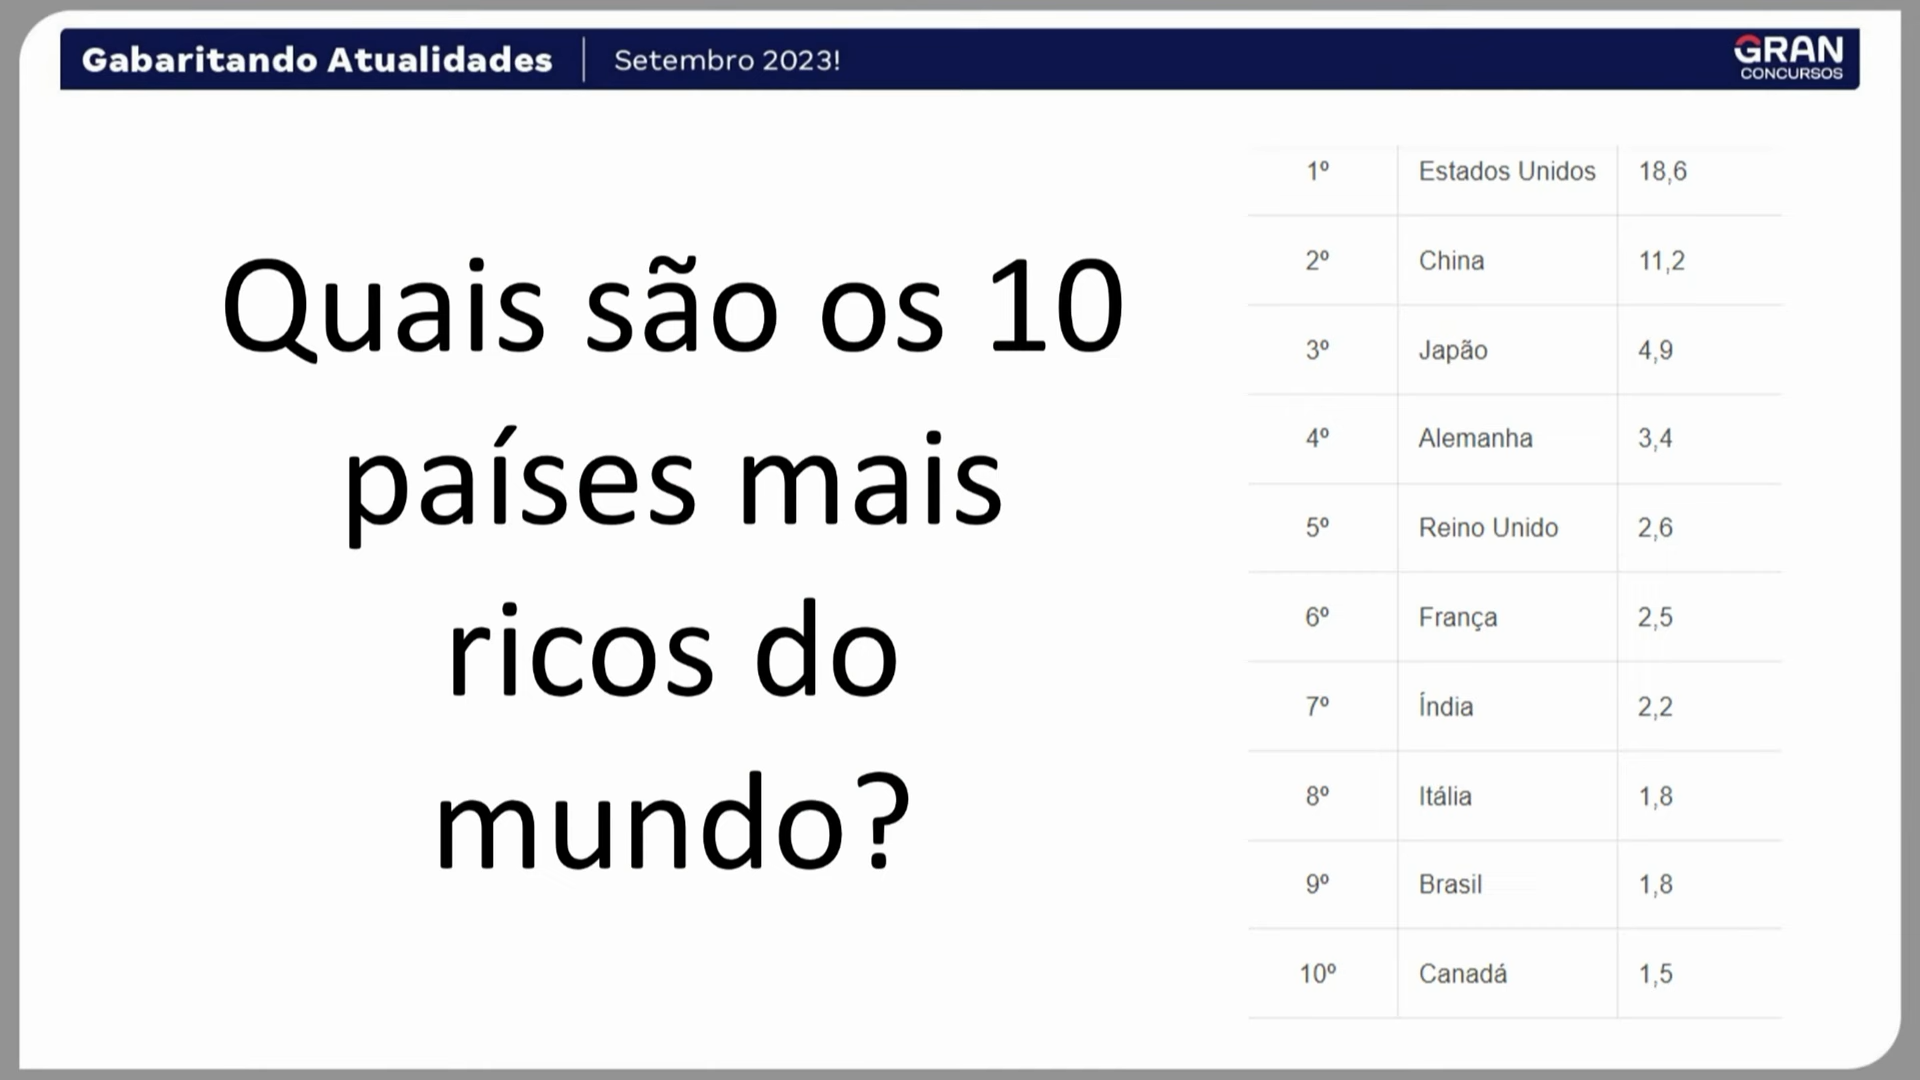 Gabaritando Atualidades
Setembro 2023!
GRAN
CONCURSOS
Quais são os 10
países mais
ricos do
mundo?
1º Estados Unidos 18,6
2º China 11,2
3º Japão 4,9
4º Alemanha 3,4
5º Reino Unido 2,6
6º França 2,5
7º Índia 2,2
8º Itália 1,8
9º Brasil 1,8
10º Canadá 1,5